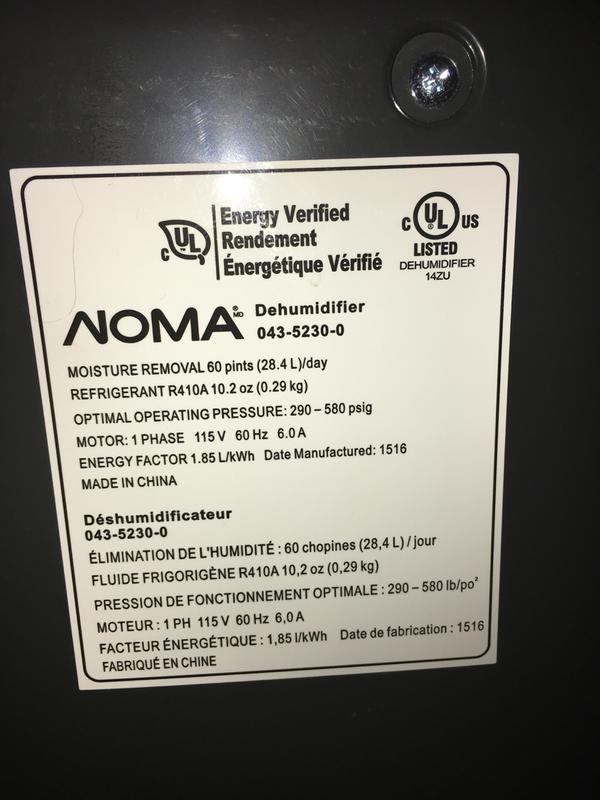 Energy Verified
Rendement
Énergétique Vérifié
C UL
C UL US
®
LISTED
DEHUMIDIFIER
14ZU
NOMA MD Dehumidifier
043-5230-0
MOISTURE REMOVAL 60 pints (28.4 L)/day
REFRIGERANT R410A 10.2 oz (0.29 kg)
OPTIMAL OPERATING PRESSURE: 290 – 580 psig
MOTOR: 1 PHASE 115 V 60 Hz 6.0 A
ENERGY FACTOR 1.85 L/kWh Date Manufactured: 1516
MADE IN CHINA
Déshumidificateur
043-5230-0
ÉLIMINATION DE L'HUMIDITÉ : 60 chopines (28,4 L) / jour
FLUIDE FRIGORIGÈNE R410A 10,2 oz (0,29 kg)
PRESSION DE FONCTIONNEMENT OPTIMALE : 290 – 580 lb/po²
MOTEUR : 1 PH 115 V 60 Hz 6,0 A
FACTEUR ÉNERGÉTIQUE : 1,85 l/kWh Date de fabrication : 1516
FABRIQUÉ EN CHINE